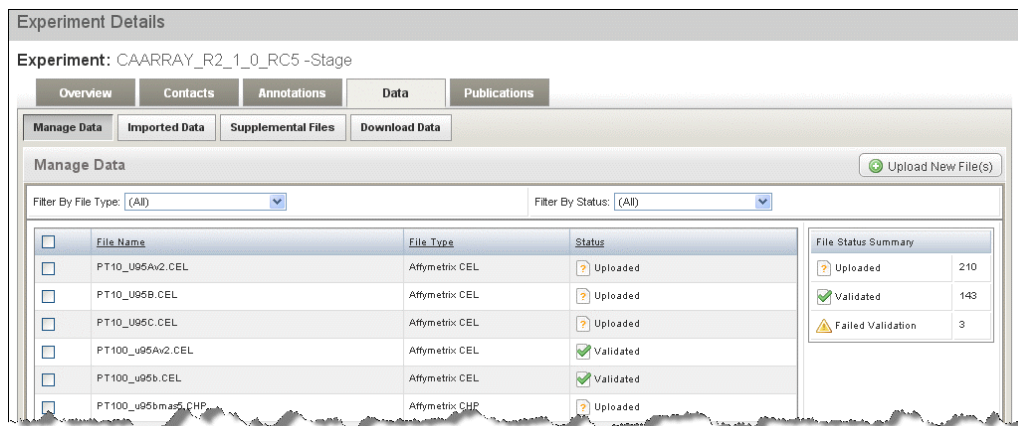 Experiment Details
Experiment: CAARRAY_R2_1_0_RC5 -Stage
Overview Contacts Annotations Data Publications
Manage Data Imported Data Supplemental Files Download Data
Manage Data Upload New File(s)
Filter By File Type: (All) Filter By Status: (All)
File Name File Type Status File Status Summary
PT10_U95Av2.CEL Affymetrix CEL Uploaded Uploaded 210
PT10_U95B.CEL Affymetrix CEL Uploaded Validated 143
PT10_U95C.CEL Affymetrix CEL Uploaded Failed Validation 3
PT100_u95Av2.CEL Affymetrix CEL Validated
PT100_u95b.CEL Affymetrix CEL Validated
PT100_u95bmas5.CHP Affymetrix CHP Uploaded